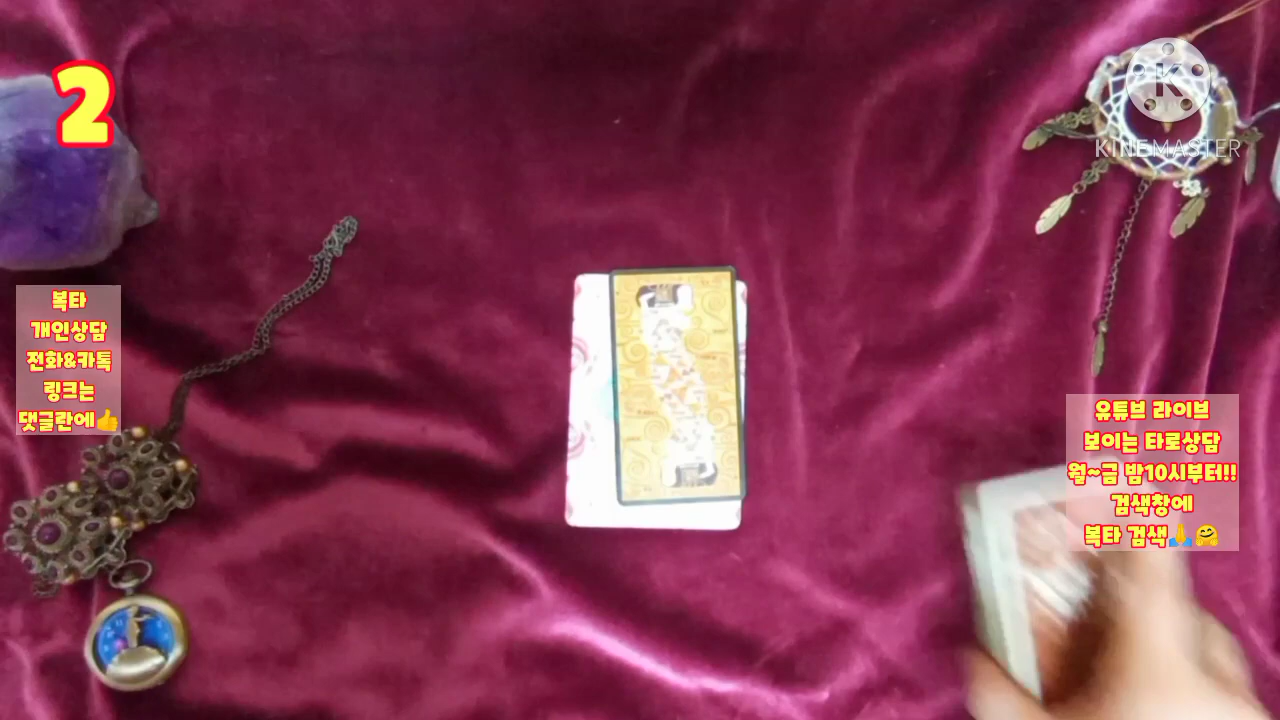 2
KINEMASTER
복타
개인상담
전화&카톡
링크는
댓글란에👍
유튜브 라이브
보이는 타로상담
월~금 밤10시부터!!
검색창에
복타 검색🙏🤗